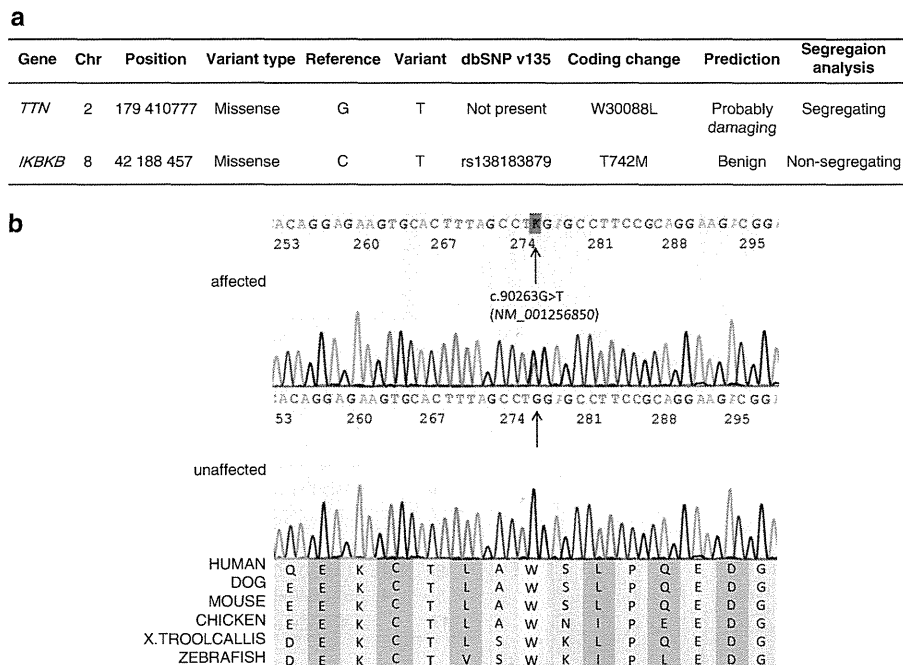 a
Gene Chr Position Variant type Reference Variant dbSNP v135 Coding change Prediction Segregaion analysis
TTN 2 179 410777 Missense G T Not present W30088L Probably damaging Segregating
IKBKB 8 42 188 457 Missense C T rs138183879 T742M Benign Non-segregating
b
ACAGGAGAAGTGCACTTTAGCCTKGAGCCTTCCGCAGGAAGACGGA
253 260 267 274 281 288 295
affected
c.90263G>T
(NM_001256850)
CACAGGAGAAGTGCACTTTAGCCTGGAGCCTTCCGCAGGAAGACGGA
53 260 267 274 281 288 295
unaffected
HUMAN Q E K C T L A W S L P Q E D G
DOG E E K C T L A W S L P Q E D G
MOUSE E E K C T L A W S L P Q E D G
CHICKEN E E K C T L A W N I P E E D G
X.TROOLCALLIS D E K C T L S W K L P Q E D G
ZEBRAFISH D E K C T V S W K I P L E D G